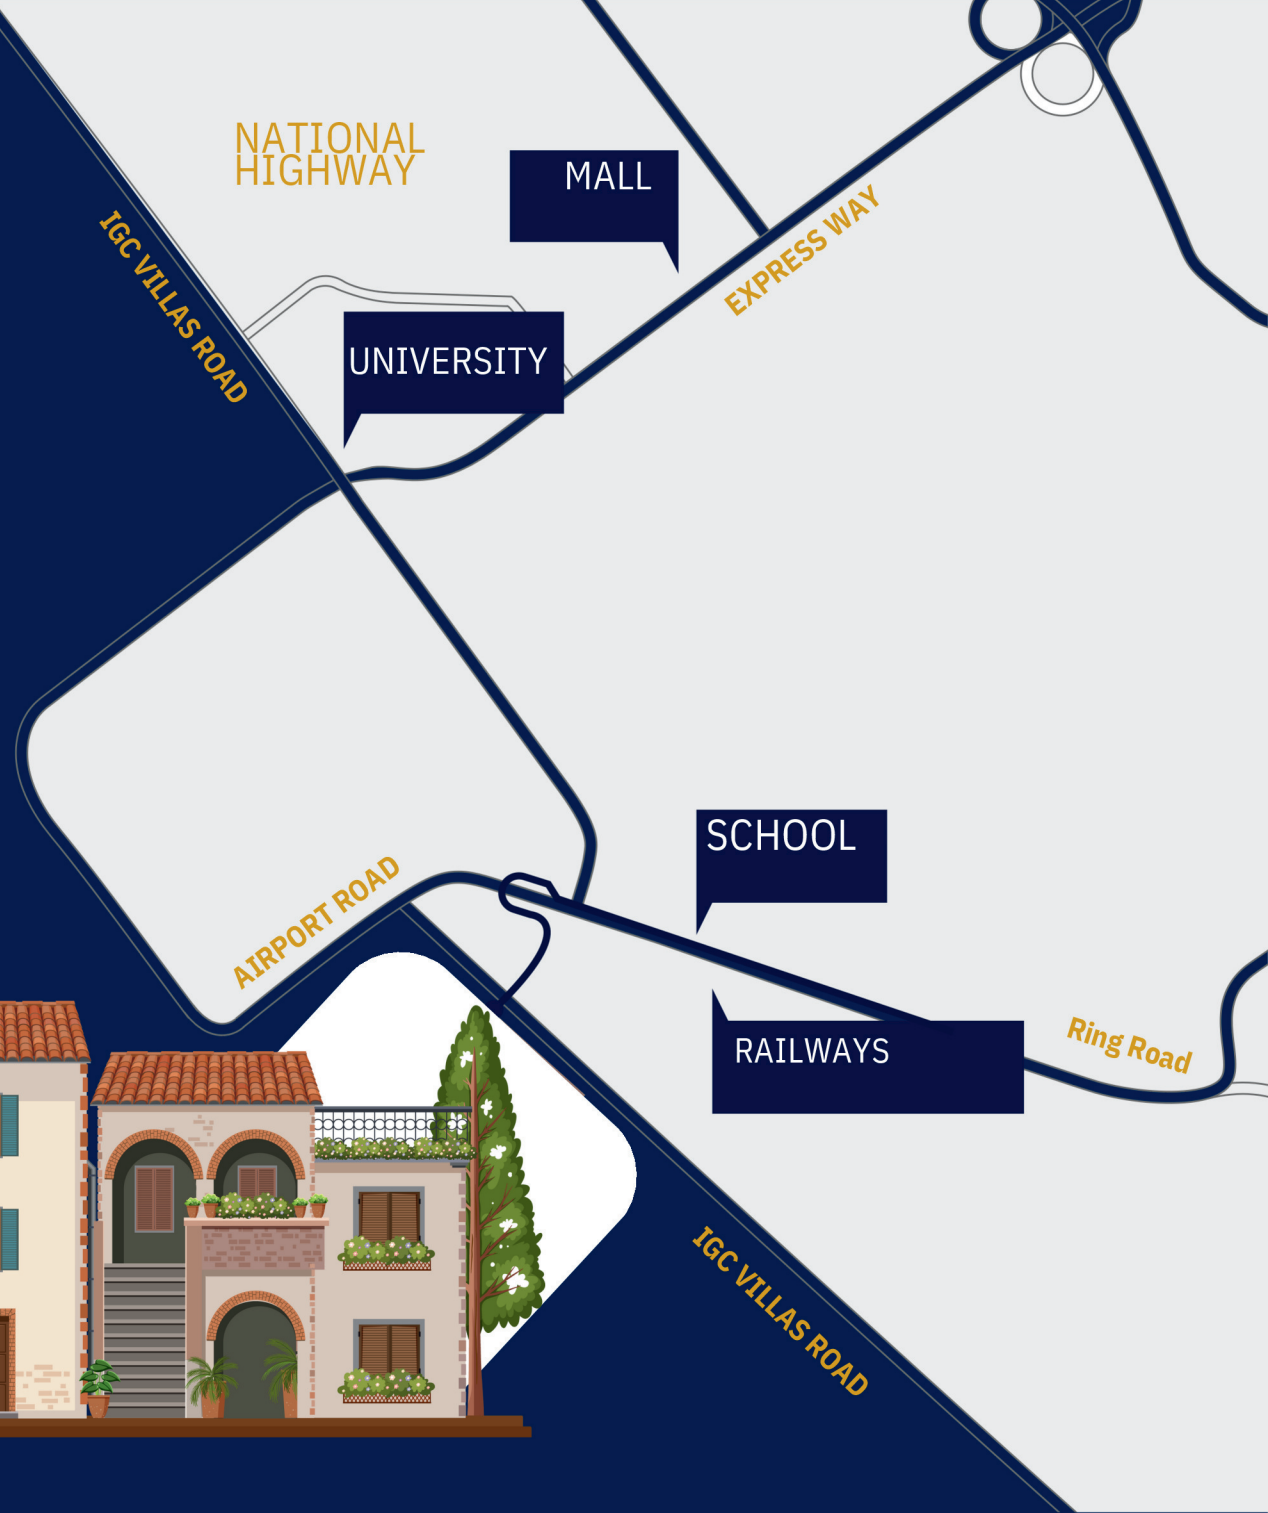 NATIONAL
HIGHWAY
MALL
IGC VILLAS ROAD
EXPRESS WAY
UNIVERSITY
SCHOOL
AIRPORT ROAD
Ring Road
RAILWAYS
IGC VILLAS ROAD